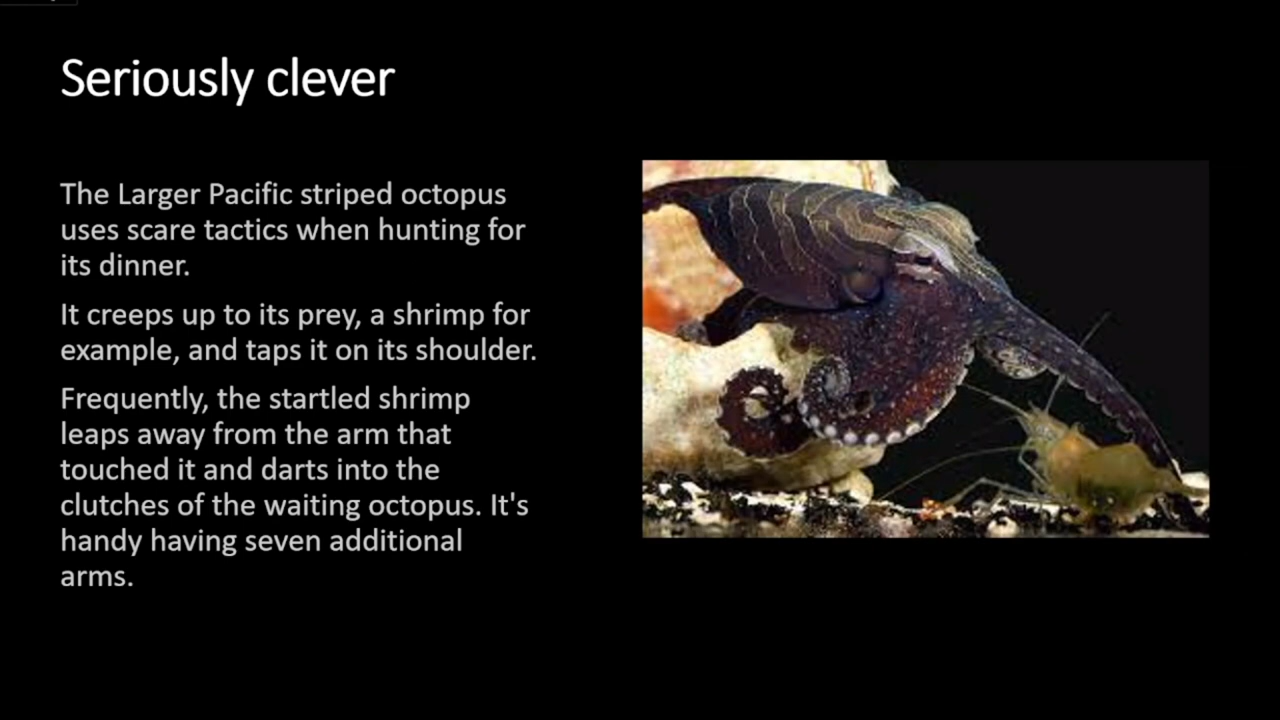 Seriously clever
The Larger Pacific striped octopus
uses scare tactics when hunting for
its dinner.
It creeps up to its prey, a shrimp for
example, and taps it on its shoulder.
Frequently, the startled shrimp
leaps away from the arm that
touched it and darts into the
clutches of the waiting octopus. It's
handy having seven additional
arms.